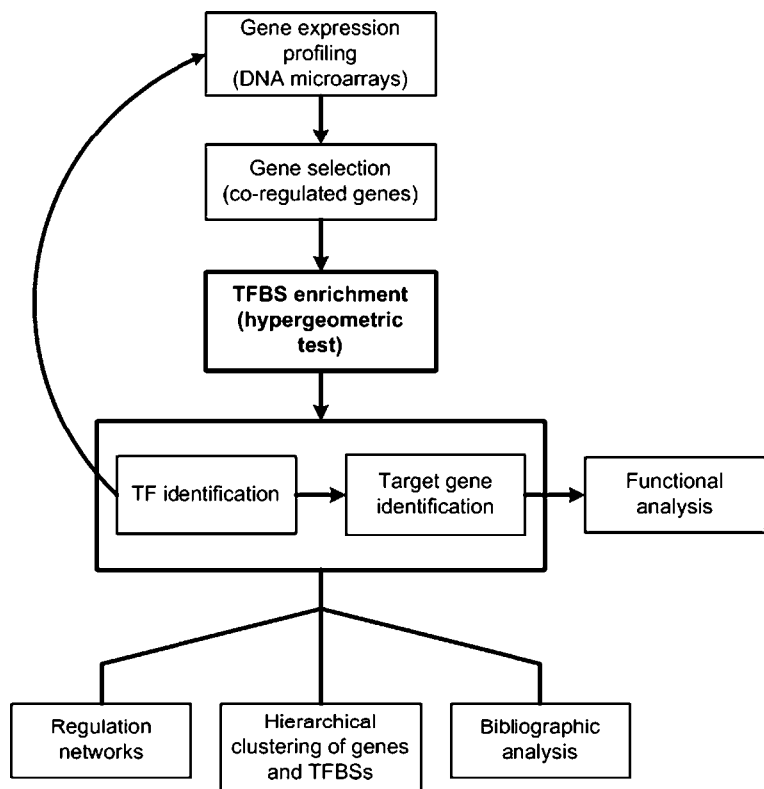 Gene expression
profiling
(DNA microarrays)
Gene selection
(co-regulated genes)
TFBS enrichment
(hypergeometric
test)
TF identification
Target gene
identification
Functional
analysis
Regulation
networks
Hierarchical
clustering of genes
and TFBSs
Bibliographic
analysis